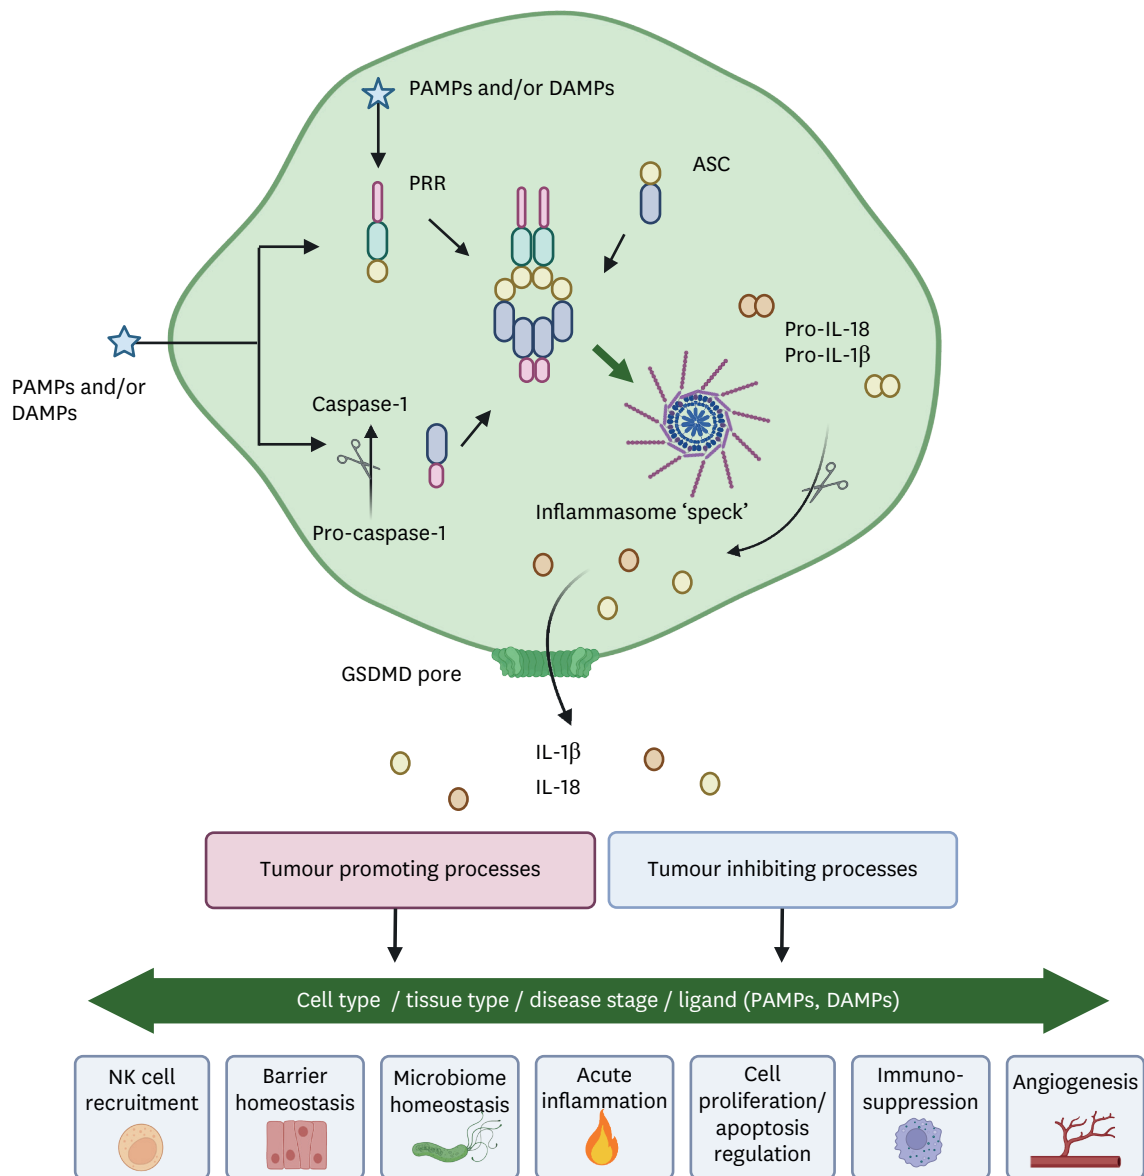 PAMPs and/or DAMPs
PRR
ASC
Pro-IL-18
Pro-IL-1β
PAMPs and/or
DAMPs
Caspase-1
Pro-caspase-1
Inflammasome ‘speck’
GSDMD pore
IL-1β
IL-18
Tumour promoting processes
Tumour inhibiting processes
Cell type / tissue type / disease stage / ligand (PAMPs, DAMPs)
NK cell
recruitment
Barrier
homeostasis
Microbiome
homeostasis
Acute
inflammation
Cell
proliferation/
apoptosis
regulation
Immuno-
suppression
Angiogenesis